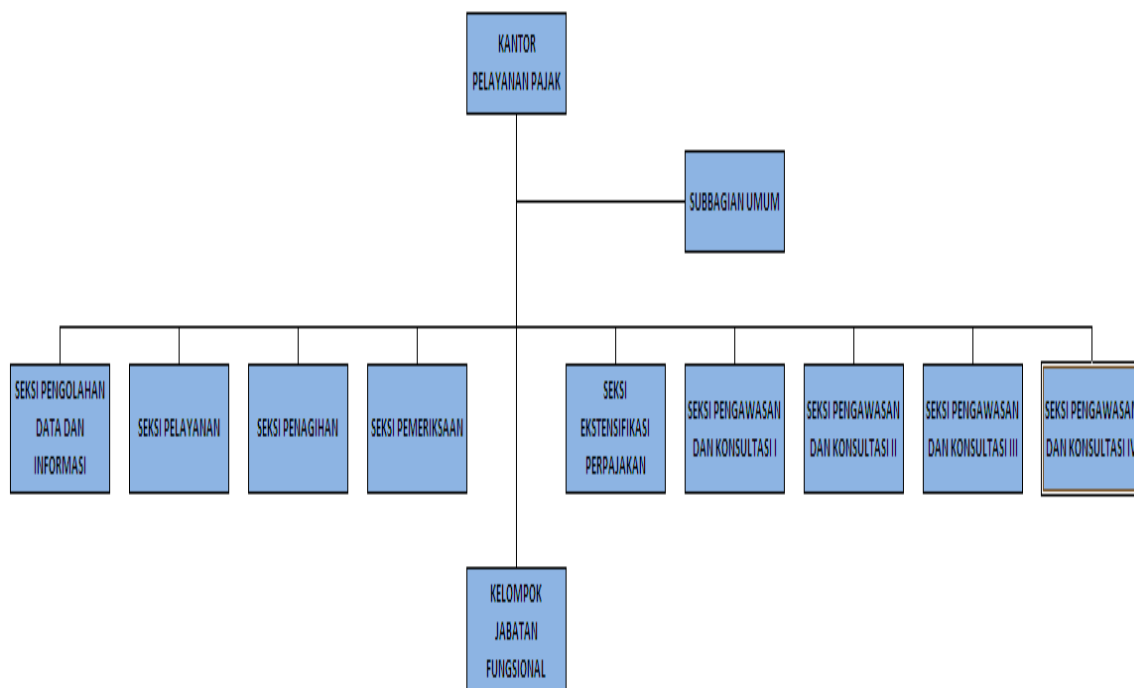 KANTOR
PELAYANAN PAJAK
SUBBAGIAN UMUM
SEKSI PENGOLAHAN
DATA DAN
INFORMASI
SEKSI PELAYANAN
SEKSI PENAGIHAN
SEKSI PEMERIKSAAN
SEKSI
EKSTENSIFIKASI
PERPAJAKAN
SEKSI PENGAWASAN
DAN KONSULTASI I
SEKSI PENGAWASAN
DAN KONSULTASI II
SEKSI PENGAWASAN
DAN KONSULTASI III
SEKSI PENGAWASAN
DAN KONSULTASI IV
KELOMPOK
JABATAN
FUNGSIONAL